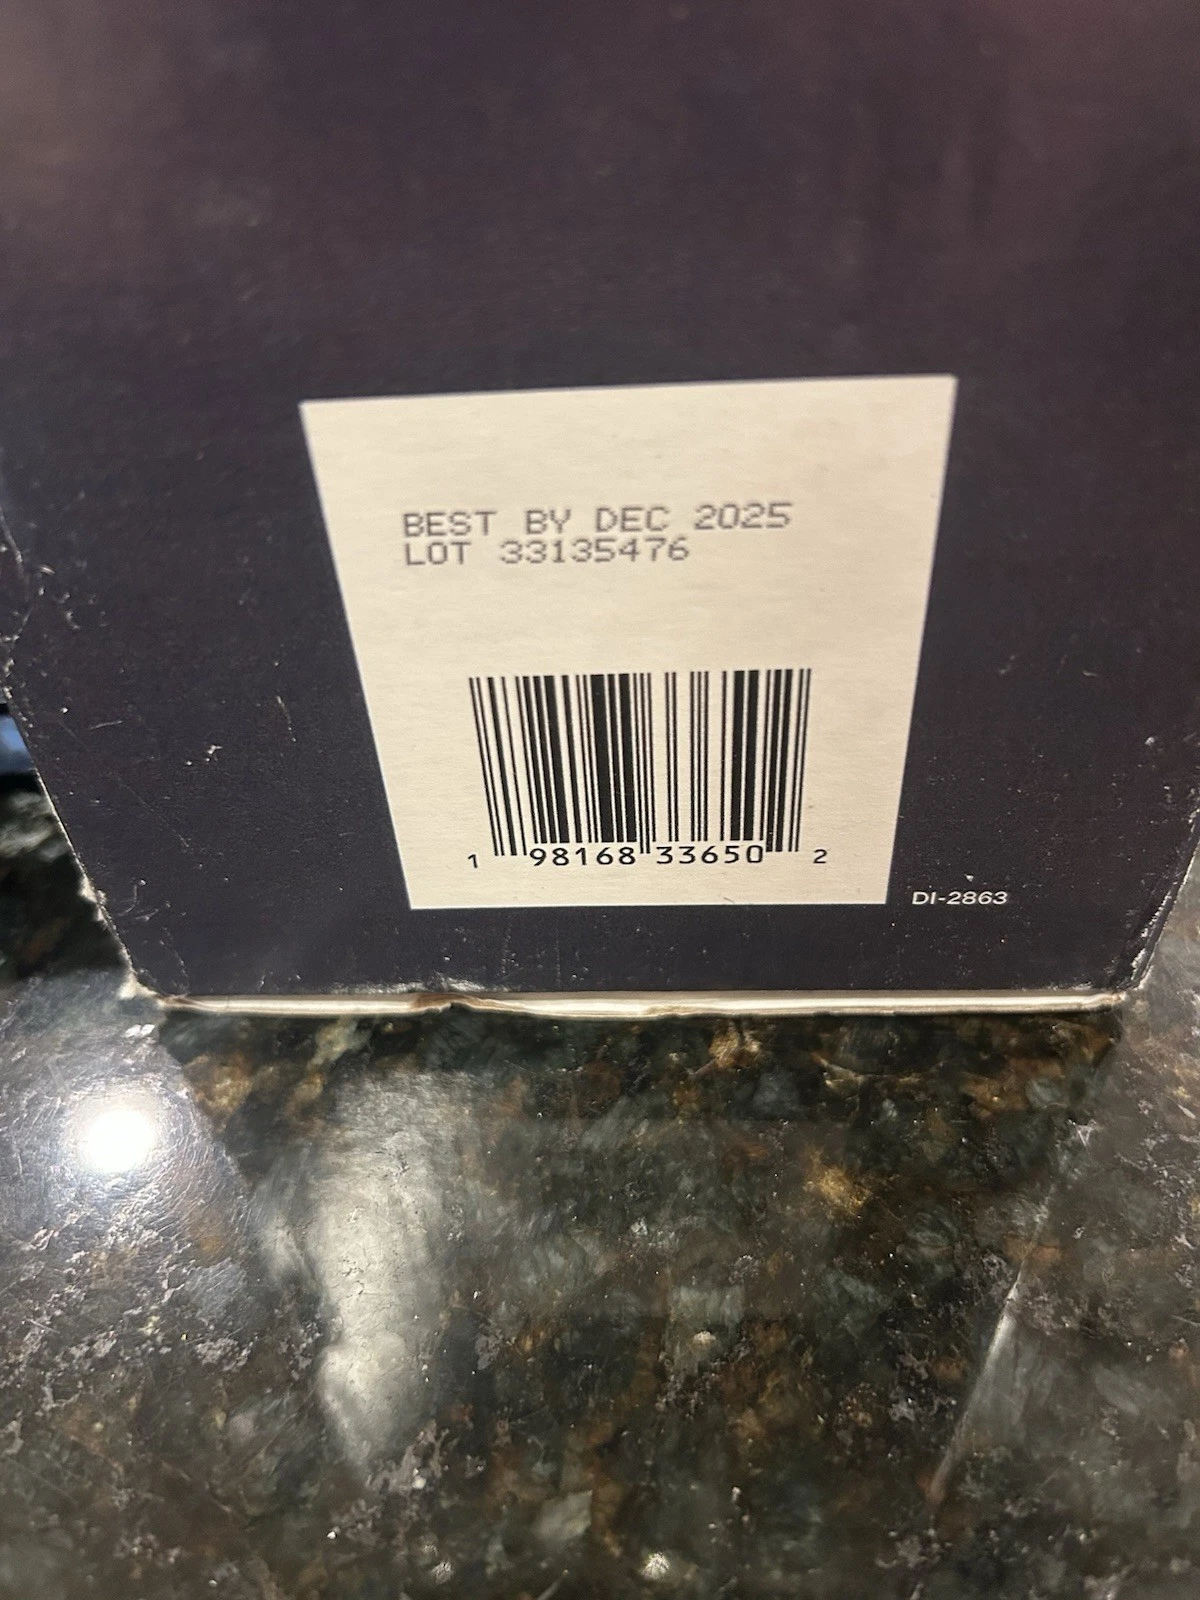 BEST BY DEC 2025
LOT 33135476
1 98168 33650 2
DI-2863